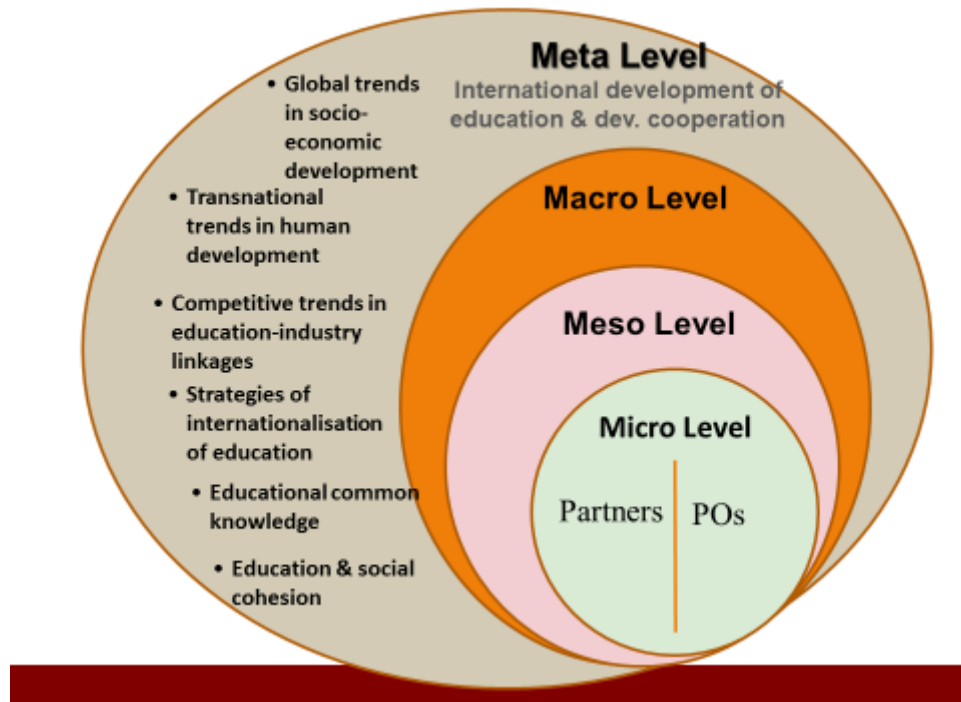 Meta Level
International development of
education & dev. cooperation
• Global trends
in socio-
economic
development
• Transnational
trends in human
development
• Competitive trends in
education-industry
linkages
• Strategies of
internationalisation
of education
• Educational common
knowledge
• Education & social
cohesion
Macro Level
Meso Level
Micro Level
Partners
POs